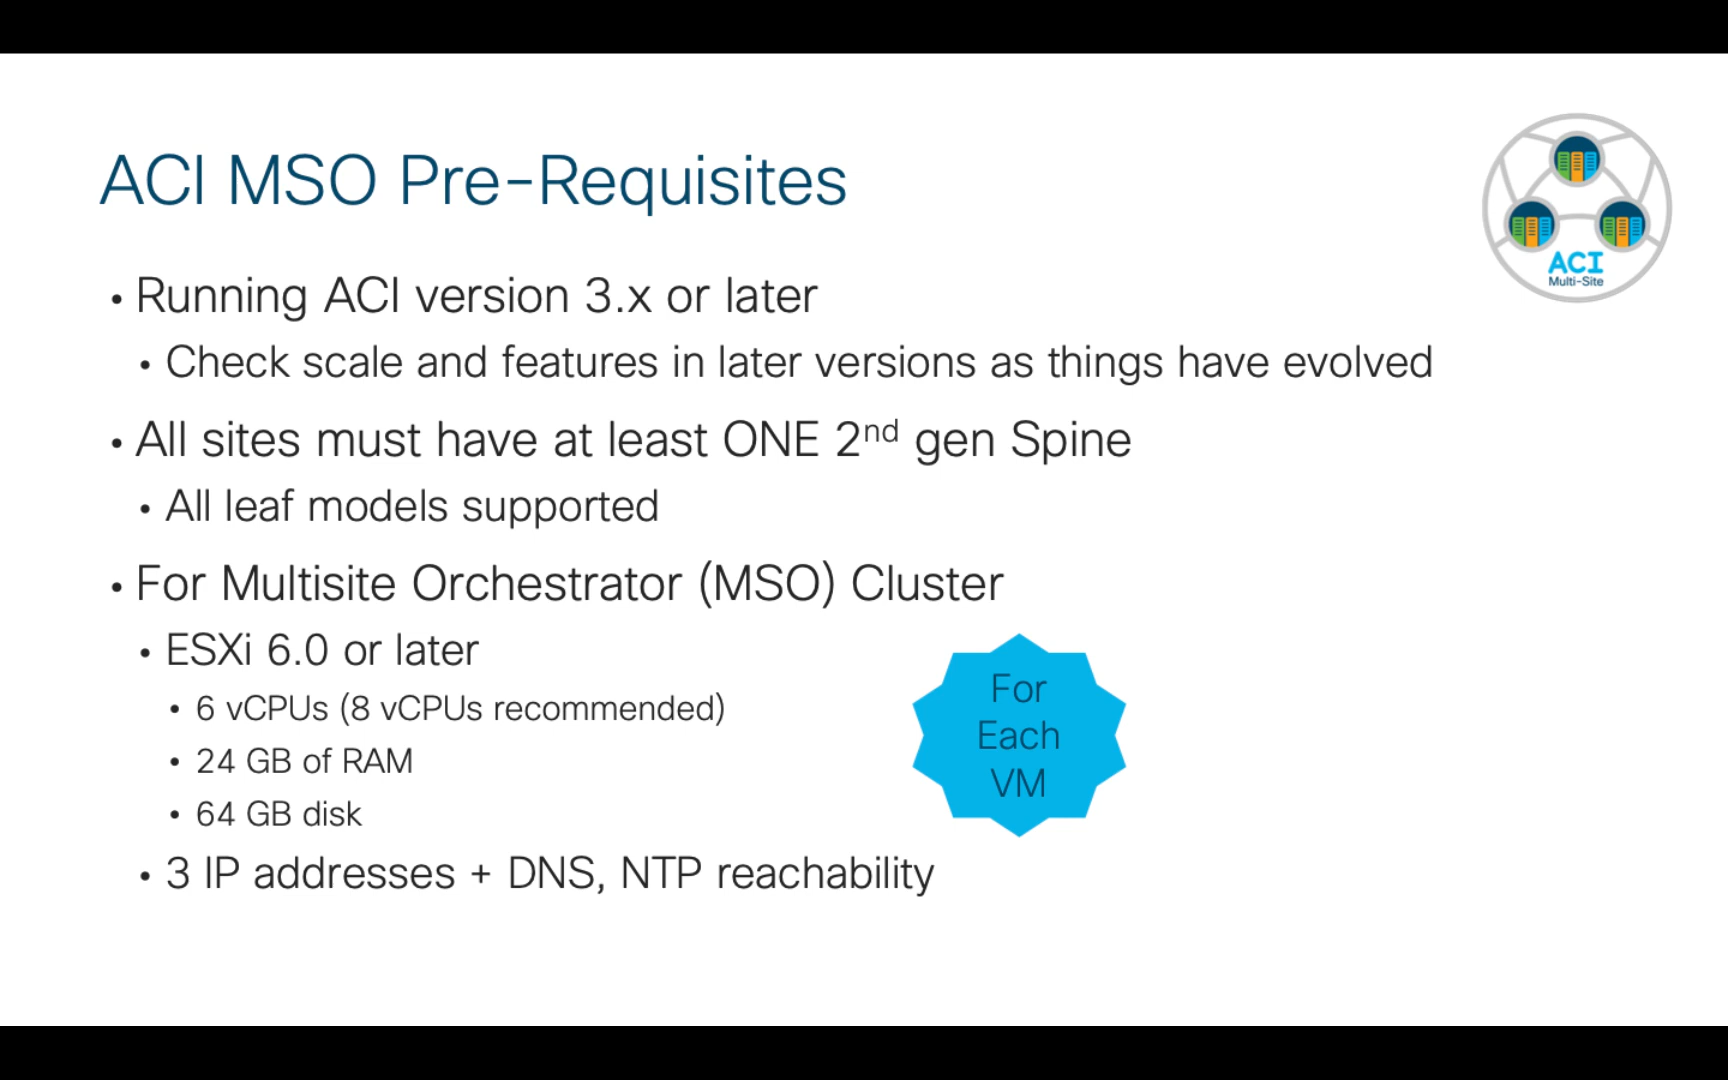 ACI MSO Pre-Requisites
ACI
Multi-Site
• Running ACI version 3.x or later
• Check scale and features in later versions as things have evolved
• All sites must have at least ONE 2nd gen Spine
• All leaf models supported
• For Multisite Orchestrator (MSO) Cluster
• ESXi 6.0 or later
• 6 vCPUs (8 vCPUs recommended)
• 24 GB of RAM
• 64 GB disk
For
Each
VM
• 3 IP addresses + DNS, NTP reachability